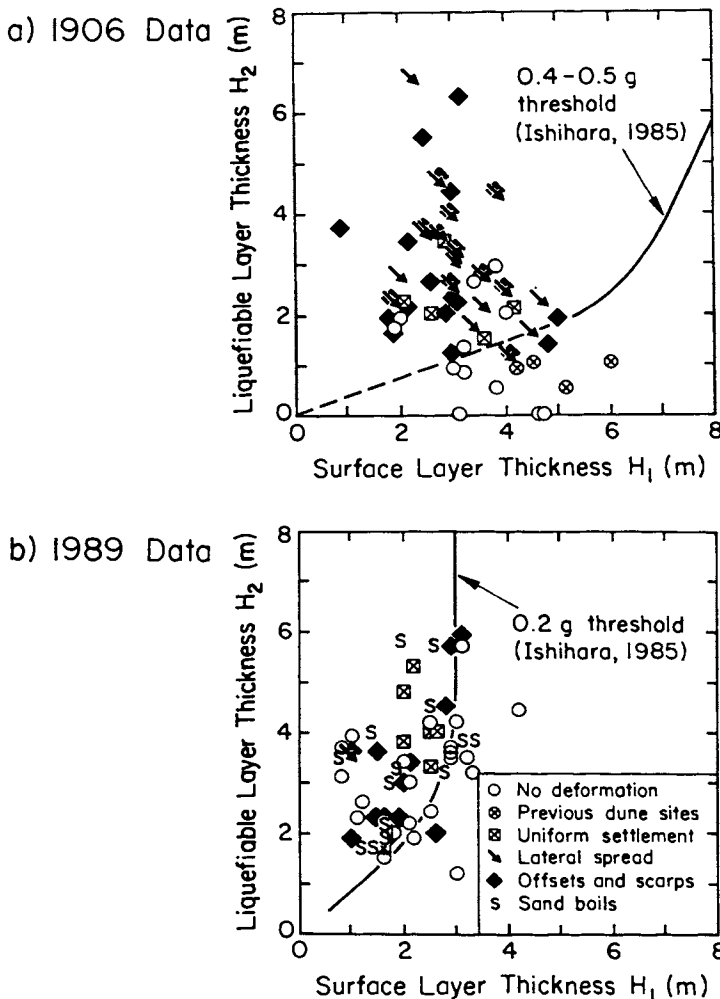 a) 1906 Data
Liquefiable Layer Thickness H₂ (m)
8
6
4
2
0
0.4-0.5 g
threshold
(Ishihara, 1985)
0 2 4 6 8
Surface Layer Thickness H₁ (m)
b) 1989 Data
Liquefiable Layer Thickness H₂ (m)
8
6
4
2
0
0.2 g threshold
(Ishihara, 1985)
S
S
S
S
S S
S
S
S
S
S
S
S S S
No deformation
Previous dune sites
Uniform settlement
Lateral spread
Offsets and scarps
S Sand boils
0 2 4 6 8
Surface Layer Thickness H₁ (m)